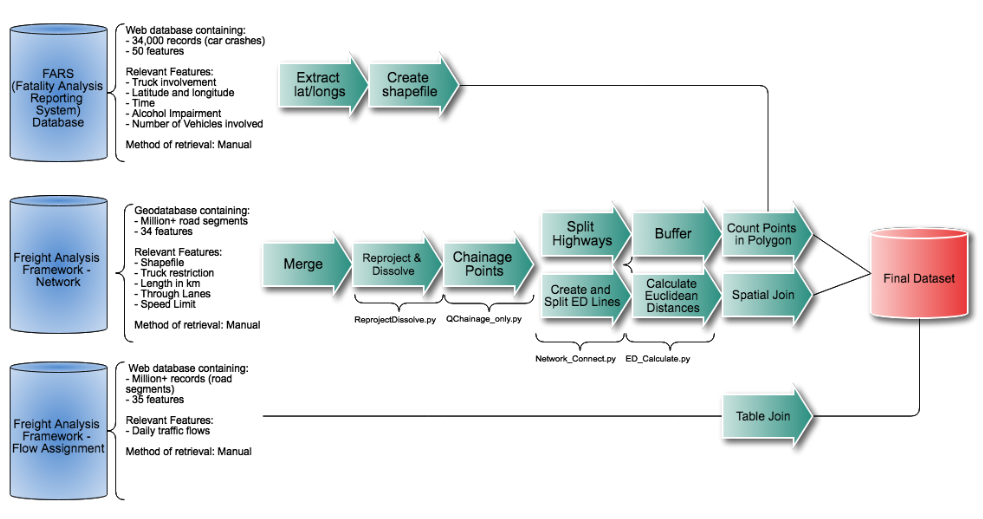 FARS
(Fatality Analysis
Reporting
System)
Database
Web database containing:
- 34,000 records (car crashes)
- 50 features
Relevant Features:
- Truck involvement
- Latitude and longitude
- Time
- Alcohol Impairment
- Number of Vehicles involved
Method of retrieval: Manual
Extract
lat/longs
Create
shapefile
Freight Analysis
Framework -
Network
Geodatabase containing:
- Million+ road segments
- 34 features
Relevant Features:
- Shapefile
- Truck restriction
- Length in km
- Through Lanes
- Speed Limit
Method of retrieval: Manual
Merge
Reproject &
Dissolve
Chainage
Points
ReprojectDissolve.py
QChainage_only.py
Split
Highways
Buffer
Count Points
in Polygon
Create and
Split ED Lines
Calculate
Euclidean
Distances
Spatial Join
Network_Connect.py
ED_Calculate.py
Final Dataset
Freight Analysis
Framework -
Flow Assignment
Web database containing:
- Million+ records (road
segments)
- 35 features
Relevant Features:
- Daily traffic flows
Method of retrieval: Manual
Table Join